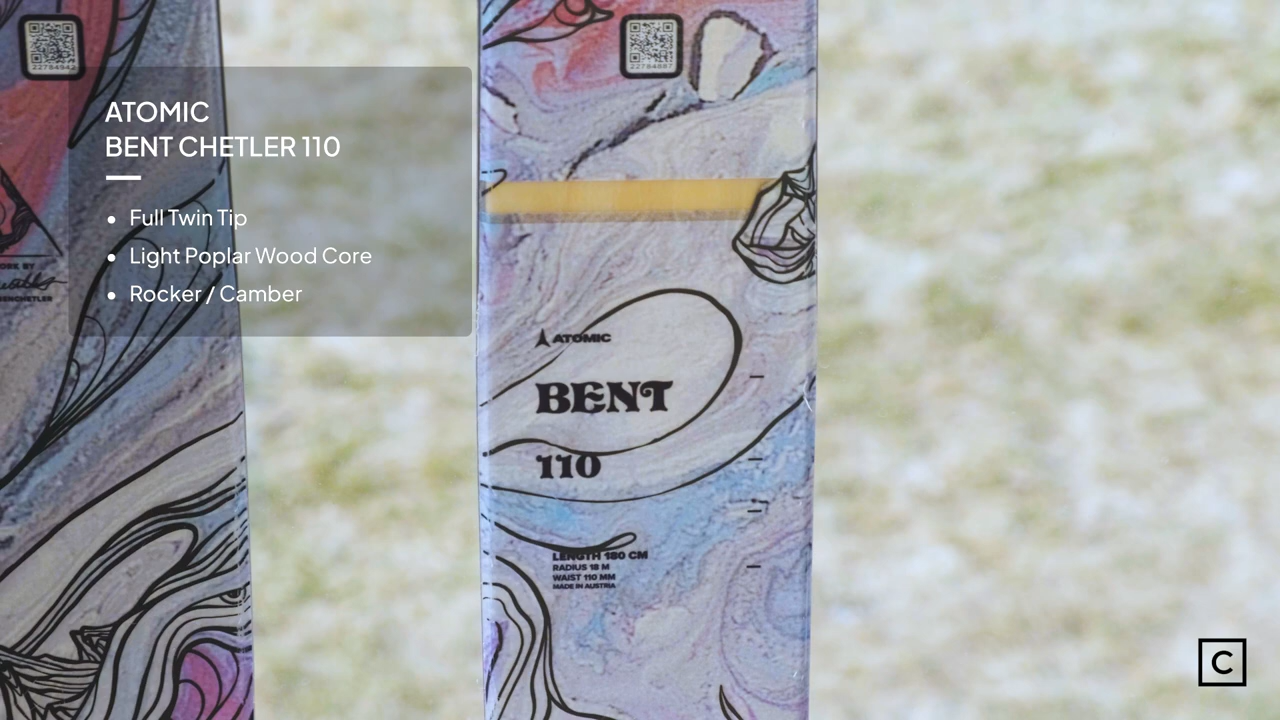 ATOMIC
BENT CHETLER 110
• Full Twin Tip
• Light Poplar Wood Core
• Rocker / Camber
ATOMIC
BENT
110
LENGTH 180 CM
RADIUS 18 M
WAIST 110 MM
MADE IN AUSTRIA
22784887
C